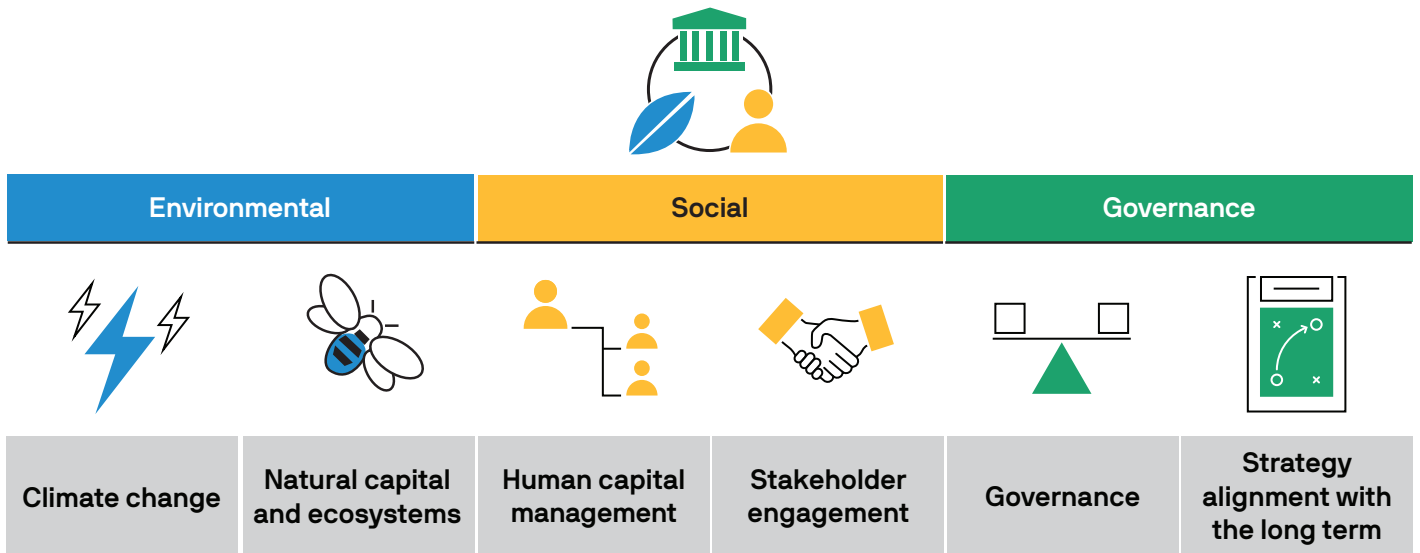 Environmental
Social
Governance
Climate change
Natural capital
and ecosystems
Human capital
management
Stakeholder
engagement
Governance
Strategy
alignment with
the long term